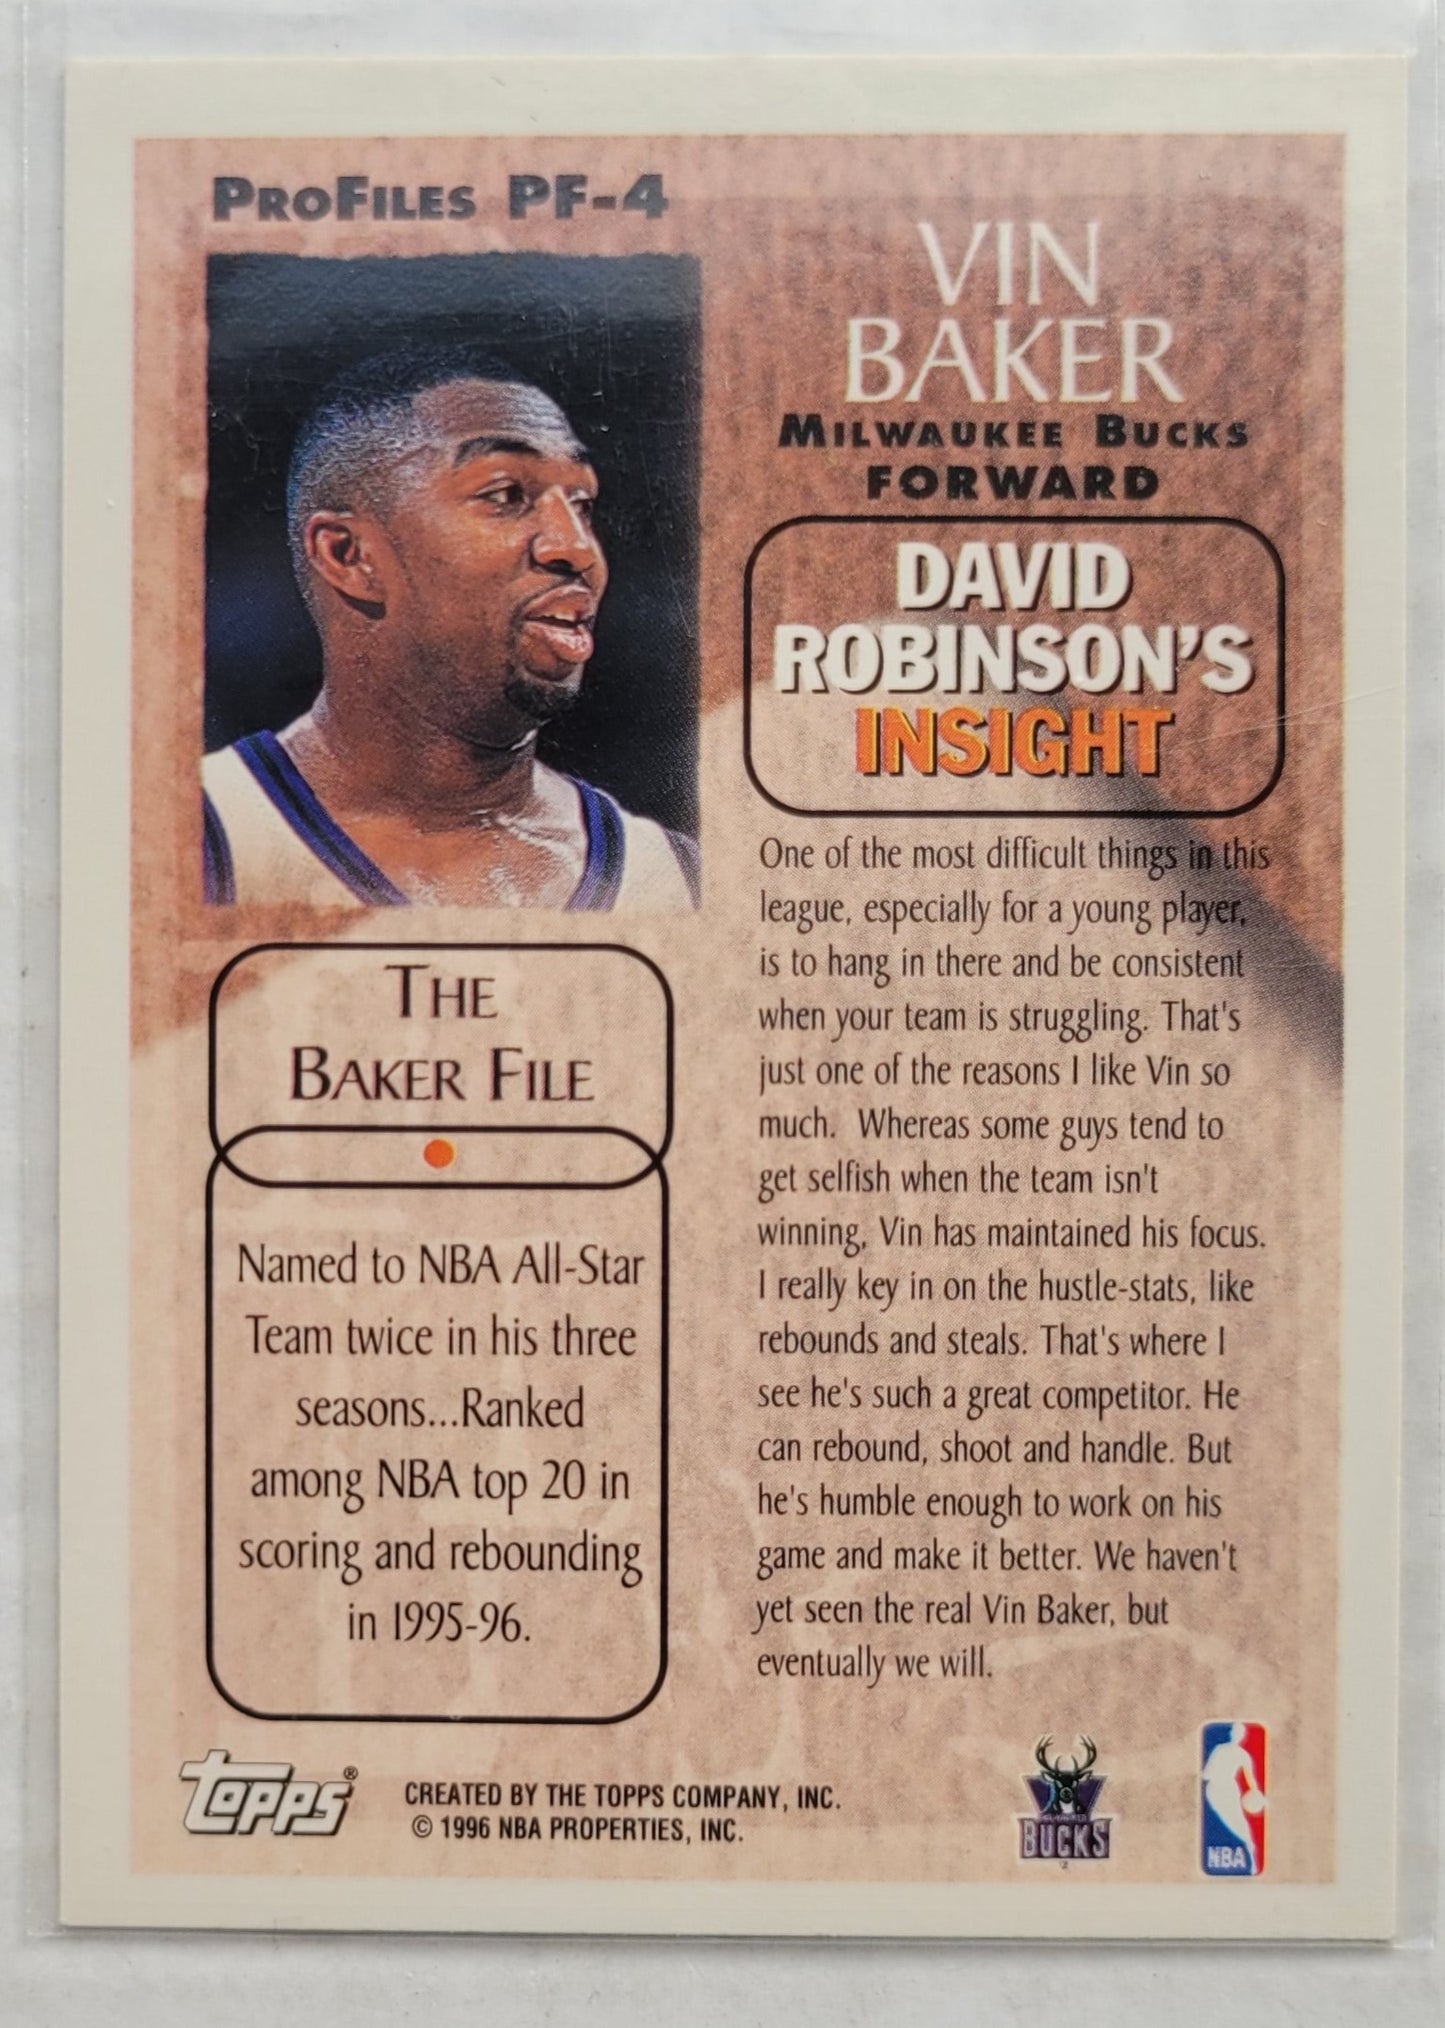 PROFILES PF-4
VIN
BAKER
MILWAUKEE BUCKS
FORWARD
DAVID
ROBINSON'S
INSIGHT
One of the most difficult things in this
league, especially for a young player,
is to hang in there and be consistent
when your team is struggling. That's
just one of the reasons I like Vin so
much. Whereas some guys tend to
get selfish when the team isn't
winning, Vin has maintained his focus.
I really key in on the hustle-stats, like
rebounds and steals. That's where I
see he's such a great competitor. He
can rebound, shoot and handle. But
he's humble enough to work on his
game and make it better. We haven't
yet seen the real Vin Baker, but
eventually we will.
THE
BAKER FILE
Named to NBA All-Star
Team twice in his three
seasons...Ranked
among NBA top 20 in
scoring and rebounding
in 1995-96.
TOPPS®
CREATED BY THE TOPPS COMPANY, INC.
© 1996 NBA PROPERTIES, INC.
BUCKS
NBA